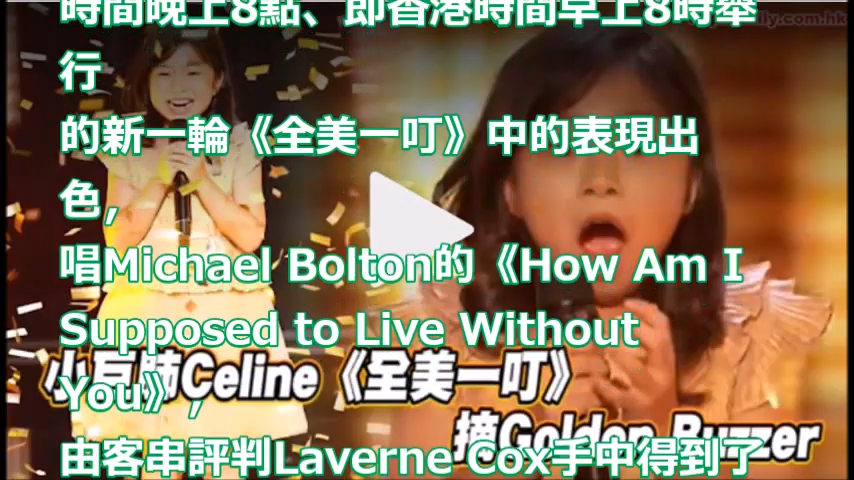 時間晚上8點、即香港時間早上8時舉
行
的新一輪《全美一叮》中的表現出
色，
唱Michael Bolton的《How Am I
Supposed to Live Without
You》，
小巨肺Celine《全美一叮》
摘Golden Buzzer
由客串評判Laverne Cox手中得到了